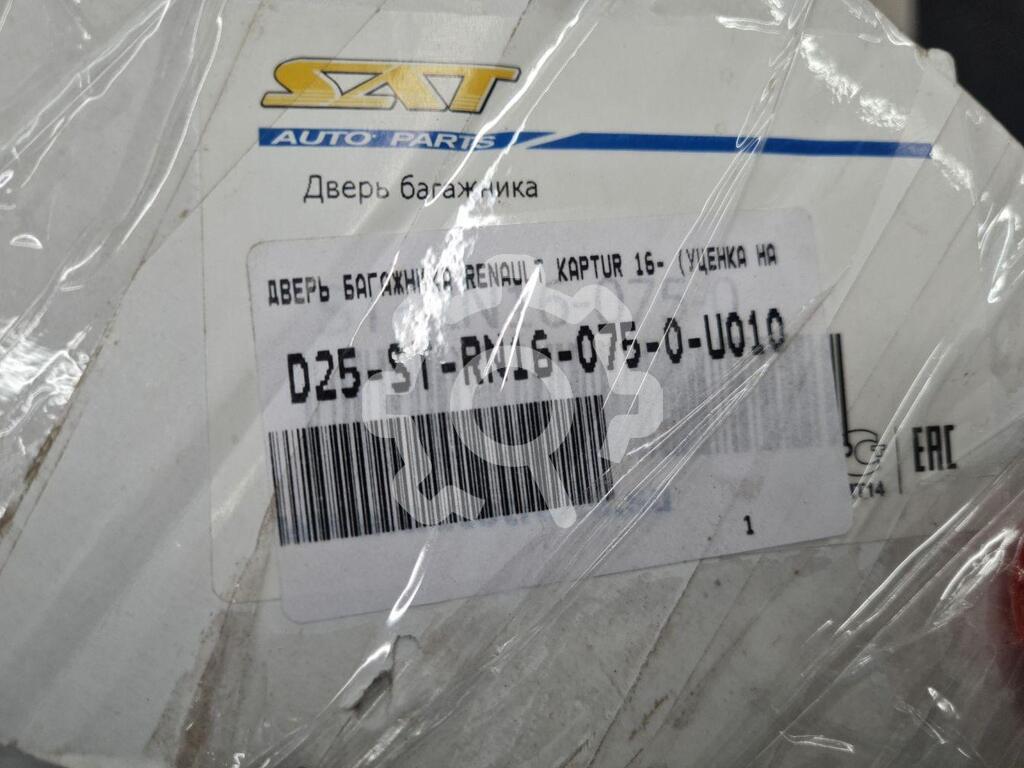 SAT
AUTO PARTS
Дверь багажника
ДВЕРЬ БАГАЖНИКА RENAULT KAPTUR 16- (УЦЕНКА НА
D25-ST-RN16-075-0-U010
EAC
1